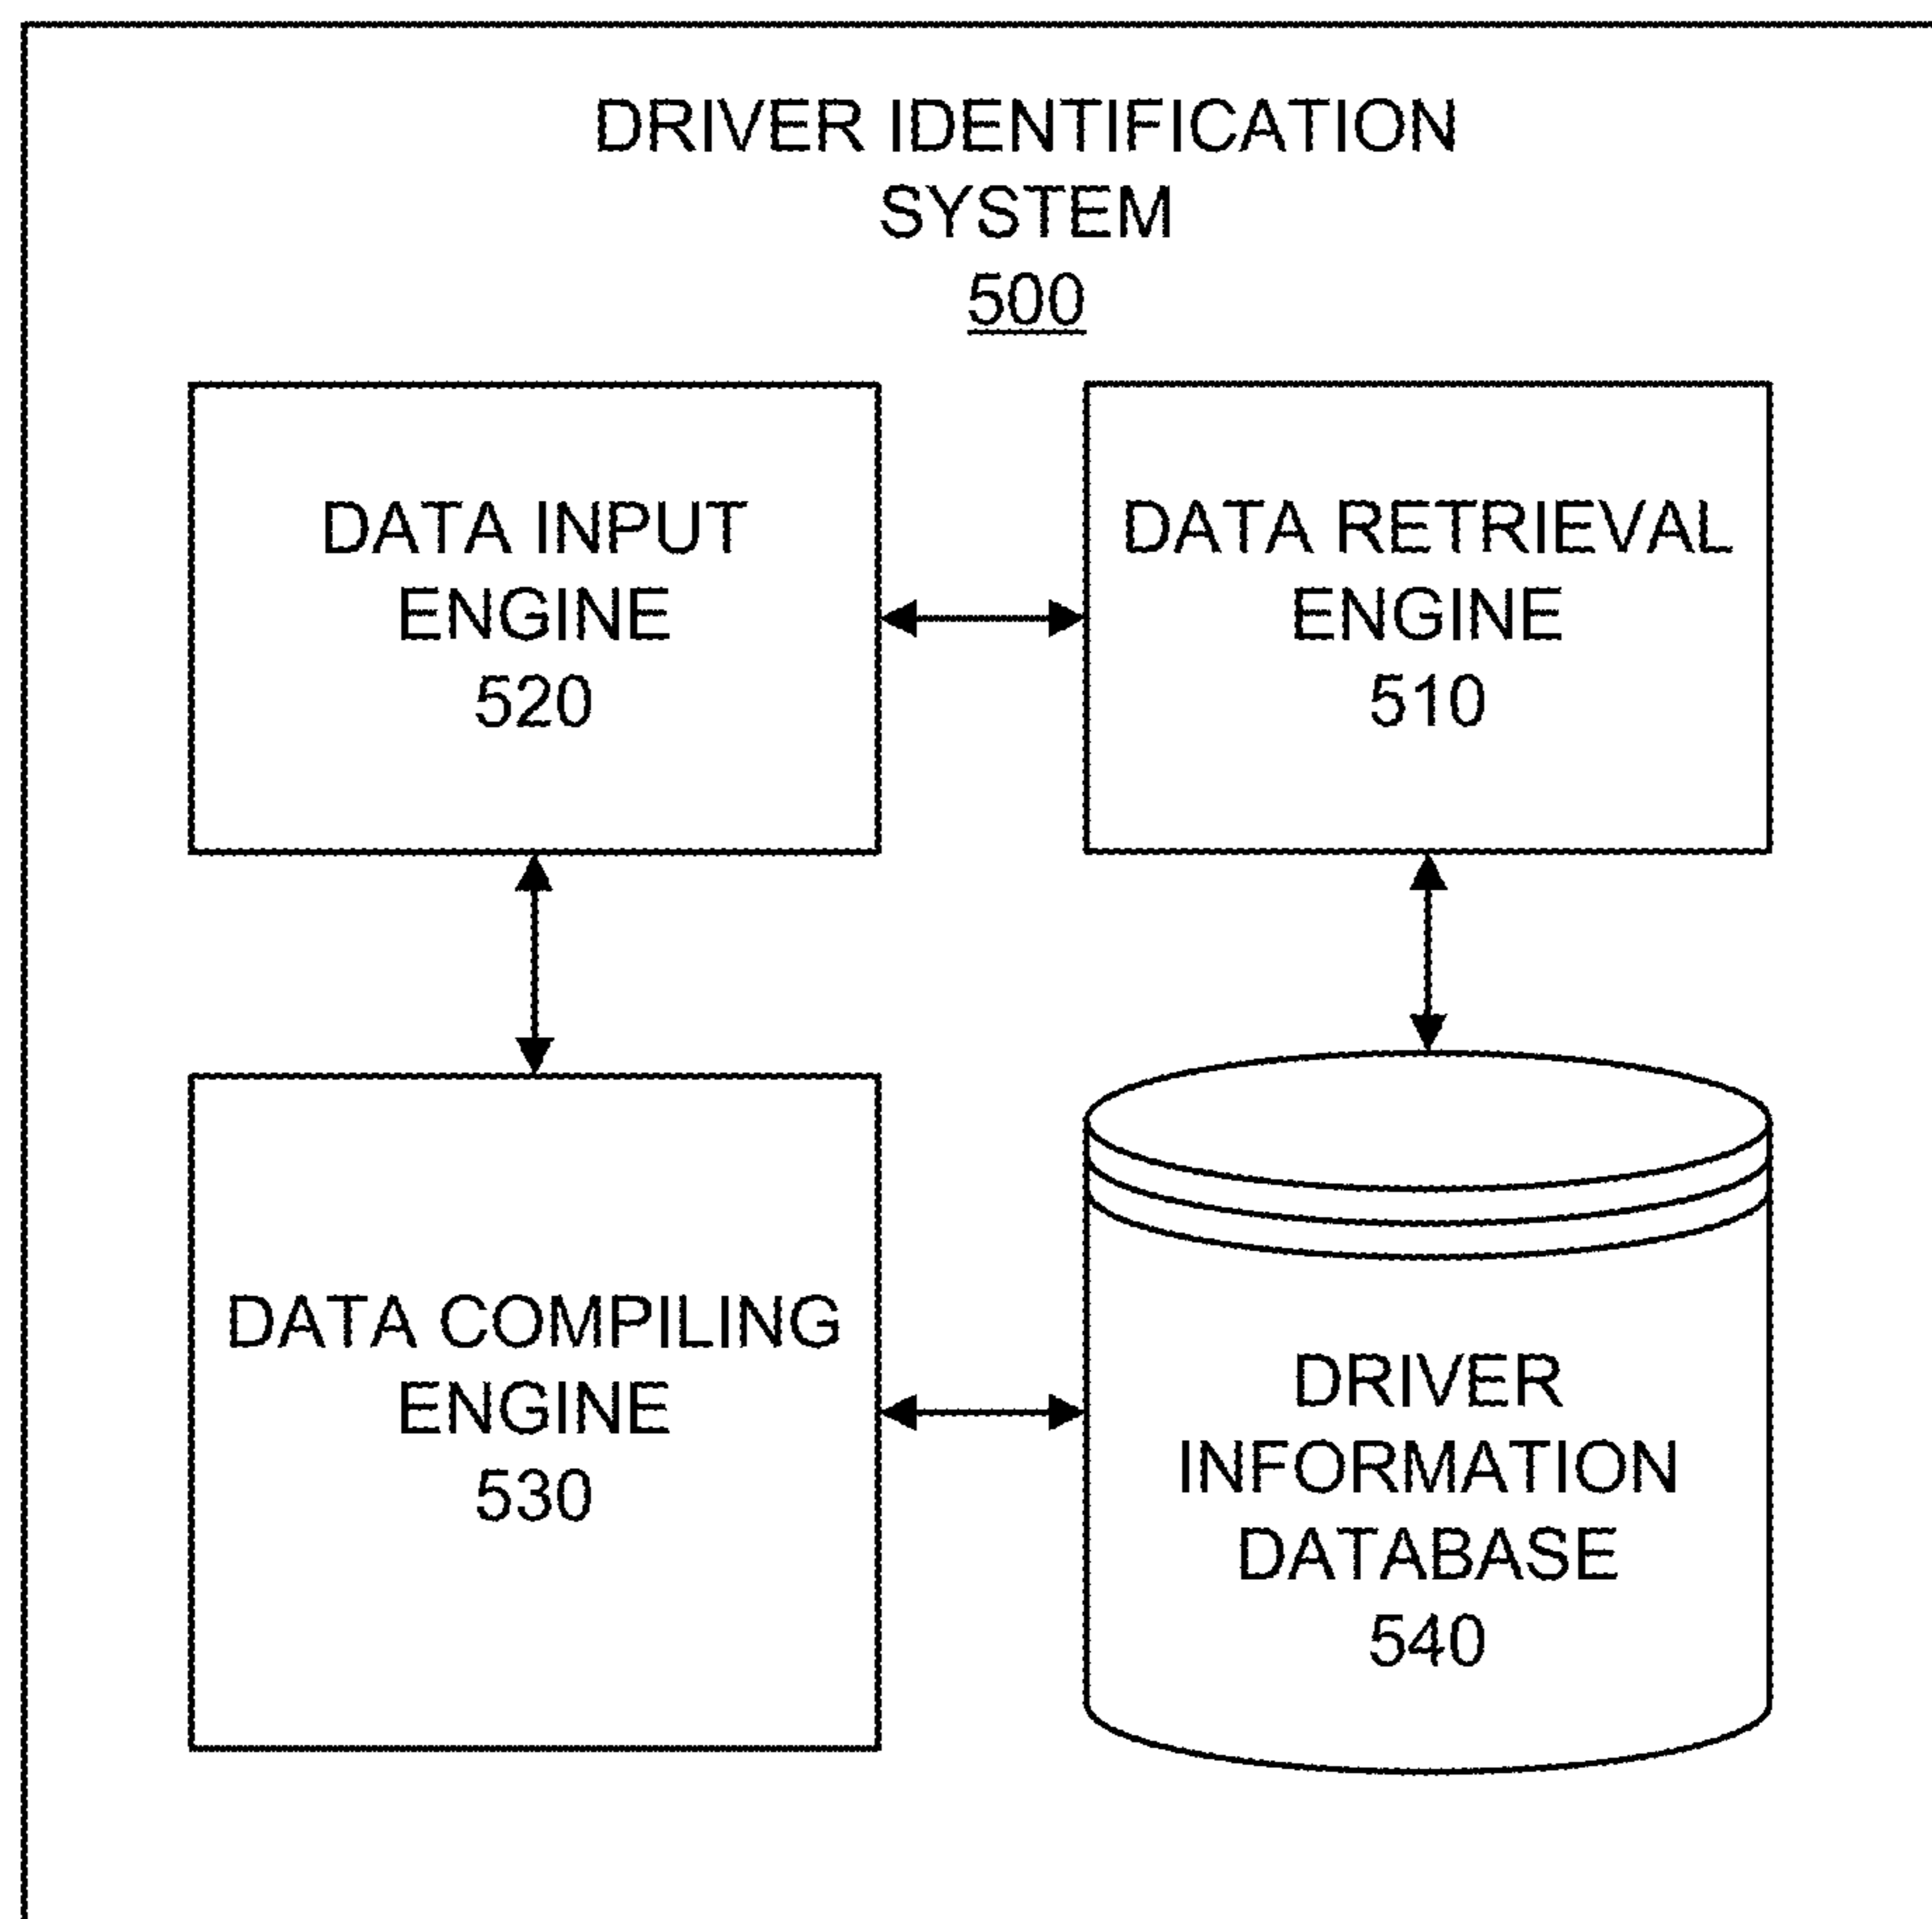 DRIVER IDENTIFICATION
SYSTEM
500
DATA INPUT
ENGINE
520
DATA RETRIEVAL
ENGINE
510
DATA COMPILING
ENGINE
530
DRIVER
INFORMATION
DATABASE
540